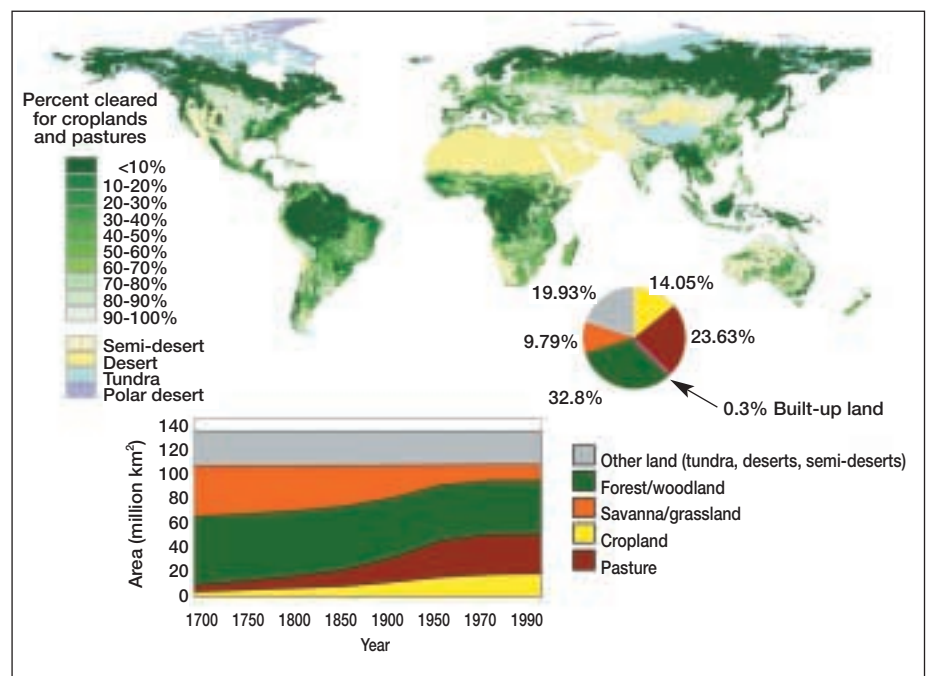 Percent cleared
for croplands
and pastures
<10%
10-20%
20-30%
30-40%
40-50%
50-60%
60-70%
70-80%
80-90%
90-100%
Semi-desert
Desert
Tundra
Polar desert
19.93%
14.05%
9.79%
23.63%
32.8%
0.3% Built-up land
Area (million km²)
140
120
100
80
60
40
20
0
1700 1750 1800 1850 1900 1950 1970 1990
Year
Other land (tundra, deserts, semi-deserts)
Forest/woodland
Savanna/grassland
Cropland
Pasture